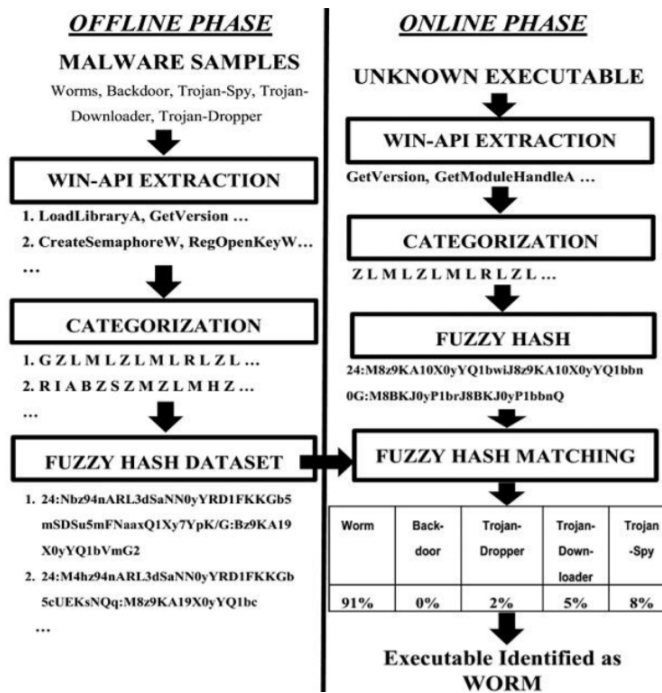 OFFLINE PHASE
MALWARE SAMPLES
Worms, Backdoor, Trojan-Spy, Trojan-
Downloader, Trojan-Dropper
WIN-API EXTRACTION
1. LoadLibraryA, GetVersion ...
2. CreateSemaphoreW, RegOpenKeyW...
...
CATEGORIZATION
1. G Z L M L Z L M L R L Z L ...
2. R I A B Z S Z M Z L M H Z ...
...
FUZZY HASH DATASET
1. 24:Nbz94nARL3dSaNN0yYRD1FKKGb5
mSDSu5mFNaaxQ1Xy7YpK/G:Bz9KA19
X0yYQ1bVmG2
2. 24:M4hz94nARL3dSaNN0yYRD1FKKGb
5cUEKsNQq:M8z9KA19X0yYQ1bc
...
ONLINE PHASE
UNKNOWN EXECUTABLE
WIN-API EXTRACTION
GetVersion, GetModuleHandleA ...
CATEGORIZATION
Z L M L Z L M L R L Z L ...
FUZZY HASH
24:M8z9KA10X0yYQ1bwiJ8z9KA10X0yYQ1bbn
0G:M8BKJ0yP1brJ8BKJ0yP1bbnQ
FUZZY HASH MATCHING
Worm Back- Trojan- Trojan- Trojan
door Dropper Down- -Spy
loader
91% 0% 2% 5% 8%
Executable Identified as
WORM